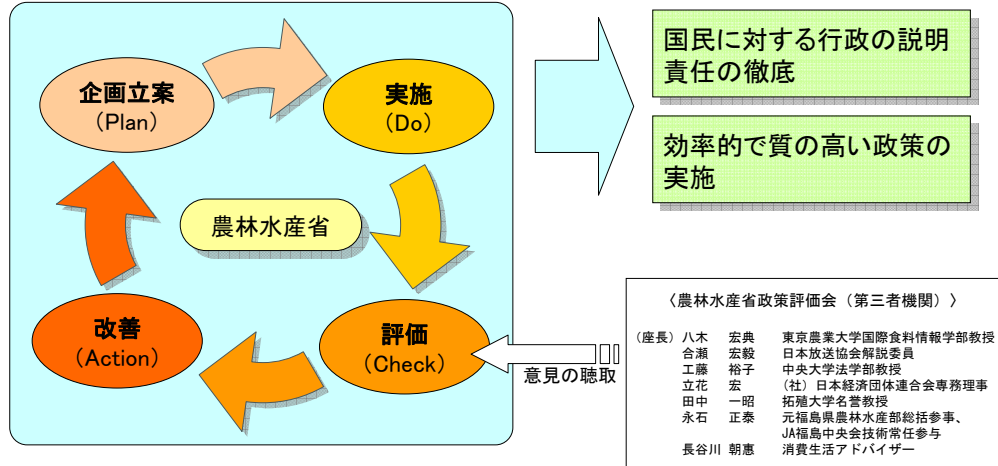 企画立案
(Plan)
実施
(Do)
農林水産省
改善
(Action)
評価
(Check)
国民に対する行政の説明
責任の徹底
効率的で質の高い政策の
実施
意見の聴取
〈農林水産省政策評価会(第三者機関)〉
(座長)八木 宏典 東京農業大学国際食料情報学部教授
合瀬 宏毅 日本放送協会解説委員
工藤 裕子 中央大学法学部教授
立花 宏 (社)日本経済団体連合会専務理事
田中 一昭 拓殖大学名誉教授
永石 正泰 元福島県農林水産部総括参事、
JA福島中央会技術常任参与
長谷川 朝惠 消費生活アドバイザー